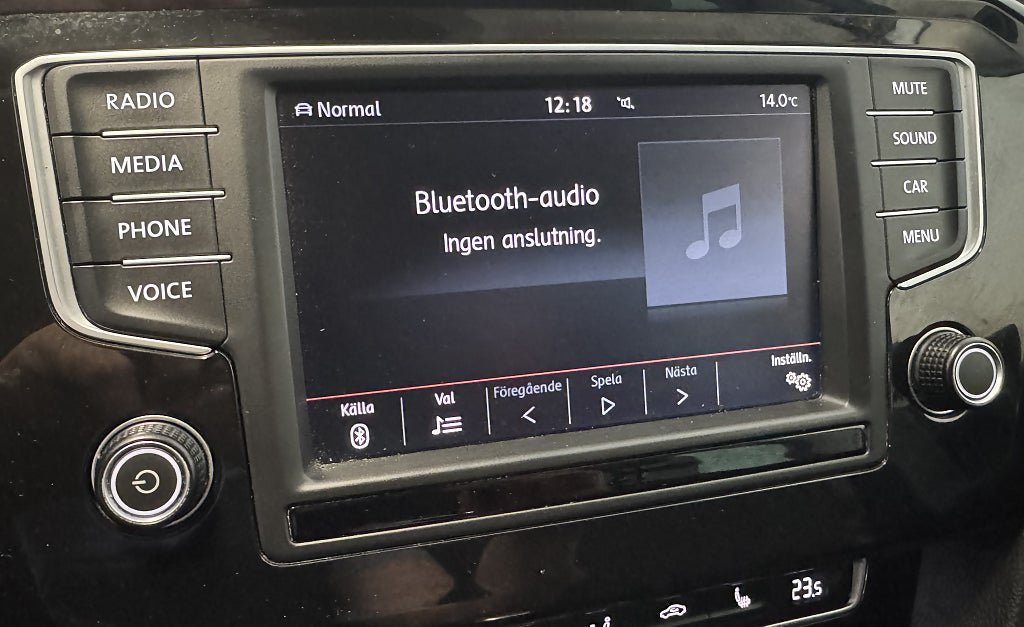 RADIO
MEDIA
PHONE
VOICE
Normal
12:18
14.0°C
Bluetooth-audio
Ingen anslutning.
Källa
Val
Föregående
Spela
Nästa
Inställn.
MUTE
SOUND
CAR
MENU
23.5